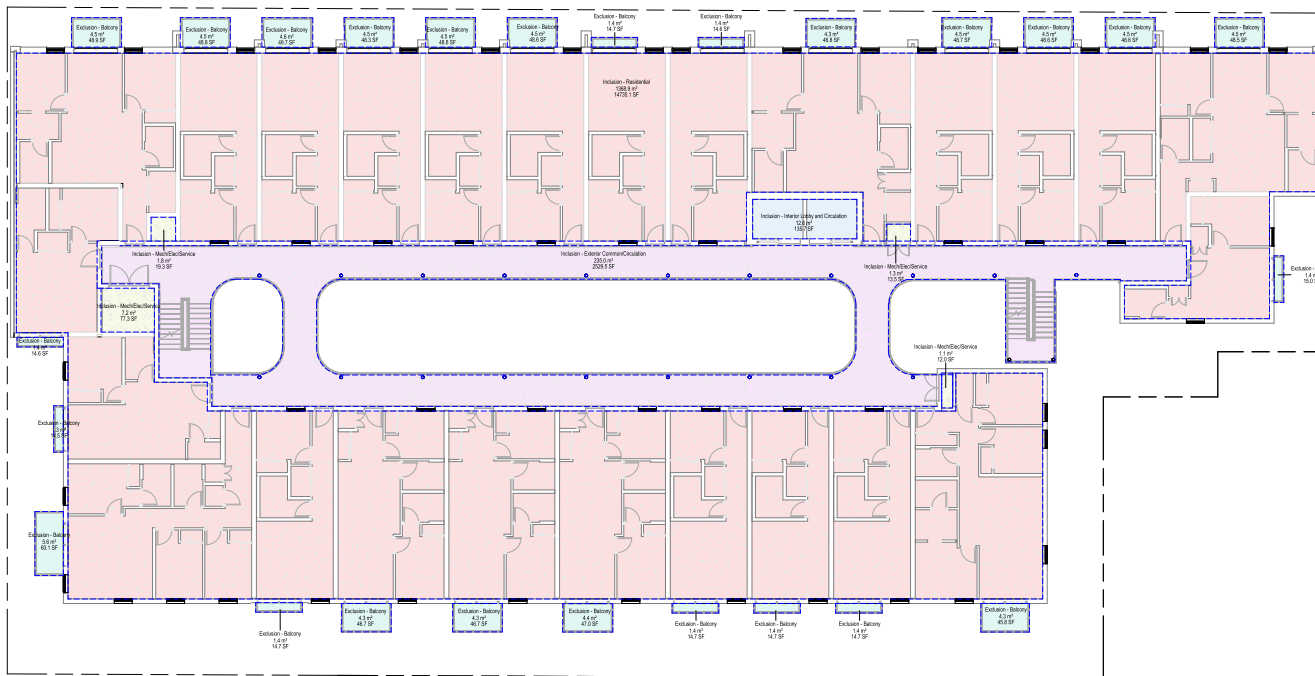 Exclusion - Balcony
4.5 m²
48.9 SF
Exclusion - Balcony
4.5 m²
48.8 SF
Exclusion - Balcony
4.6 m²
49.7 SF
Exclusion - Balcony
4.5 m²
48.3 SF
Exclusion - Balcony
4.5 m²
48.6 SF
Exclusion - Balcony
4.5 m²
48.6 SF
Exclusion - Balcony
1.4 m²
14.7 SF
Exclusion - Balcony
1.4 m²
14.6 SF
Exclusion - Balcony
4.3 m²
46.8 SF
Exclusion - Balcony
4.5 m²
48.7 SF
Exclusion - Balcony
4.5 m²
48.6 SF
Exclusion - Balcony
4.5 m²
48.6 SF
Exclusion - Balcony
4.5 m²
48.5 SF
Inclusion - Residential
1368.9 m²
14735.1 SF
Inclusion - Interior Lobby and Circulation
12.6 m²
135.7 SF
Inclusion - Mech/Elec/Service
1.8 m²
19.3 SF
Inclusion - Exterior Common/Circulation
235.0 m²
2529.5 SF
Inclusion - Mech/Elec/Service
1.3 m²
13.5 SF
Exclusion -
1.4 m
15.0
Inclusion - Mech/Elec/Service
7.2 m²
77.3 SF
Exclusion - Balcony
14.6 SF
Inclusion - Mech/Elec/Service
1.1 m²
12.0 SF
Exclusion - Balcony
Exclusion - Balcony
5.6 m²
60.1 SF
Exclusion - Balcony
1.4 m²
14.7 SF
Exclusion - Balcony
4.3 m²
46.7 SF
Exclusion - Balcony
4.3 m²
46.7 SF
Exclusion - Balcony
4.4 m²
47.0 SF
Exclusion - Balcony
1.4 m²
14.7 SF
Exclusion - Balcony
1.4 m²
14.7 SF
Exclusion - Balcony
1.4 m²
14.7 SF
Exclusion - Balcony
4.3 m²
45.8 SF